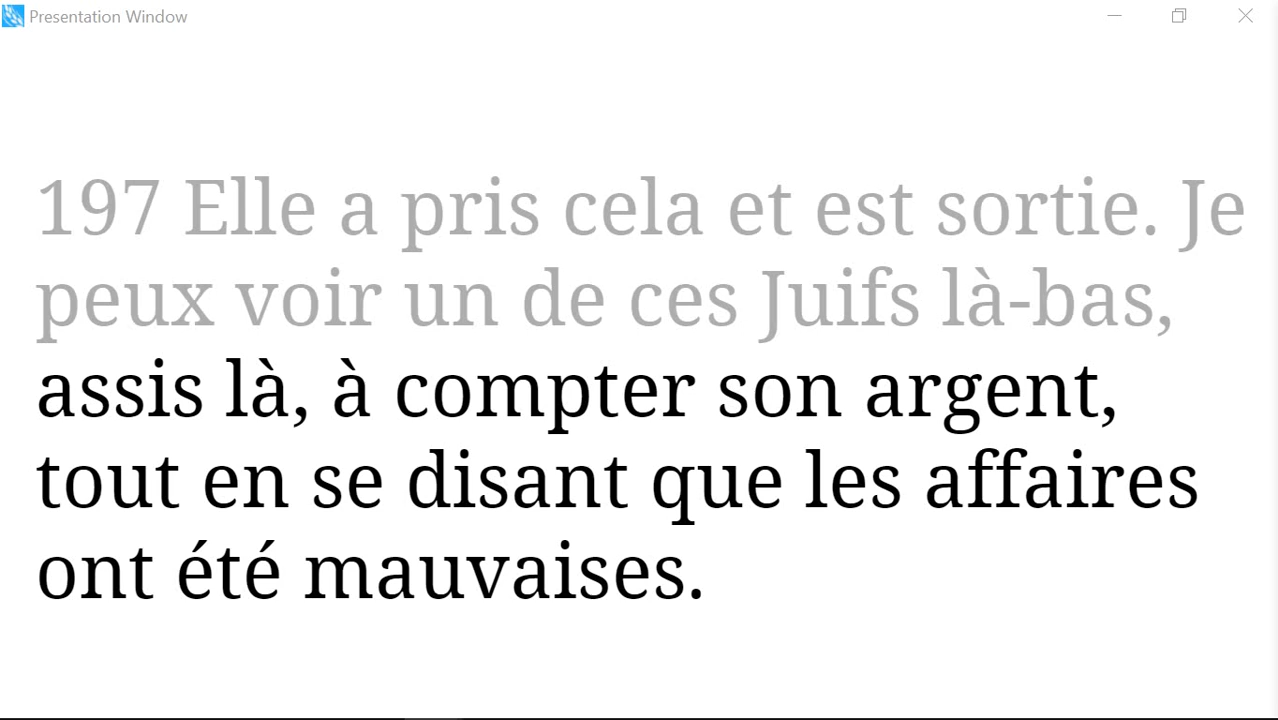 Presentation Window
197 Elle a pris cela et est sortie. Je
peux voir un de ces Juifs là-bas,
assis là, à compter son argent,
tout en se disant que les affaires
ont été mauvaises.